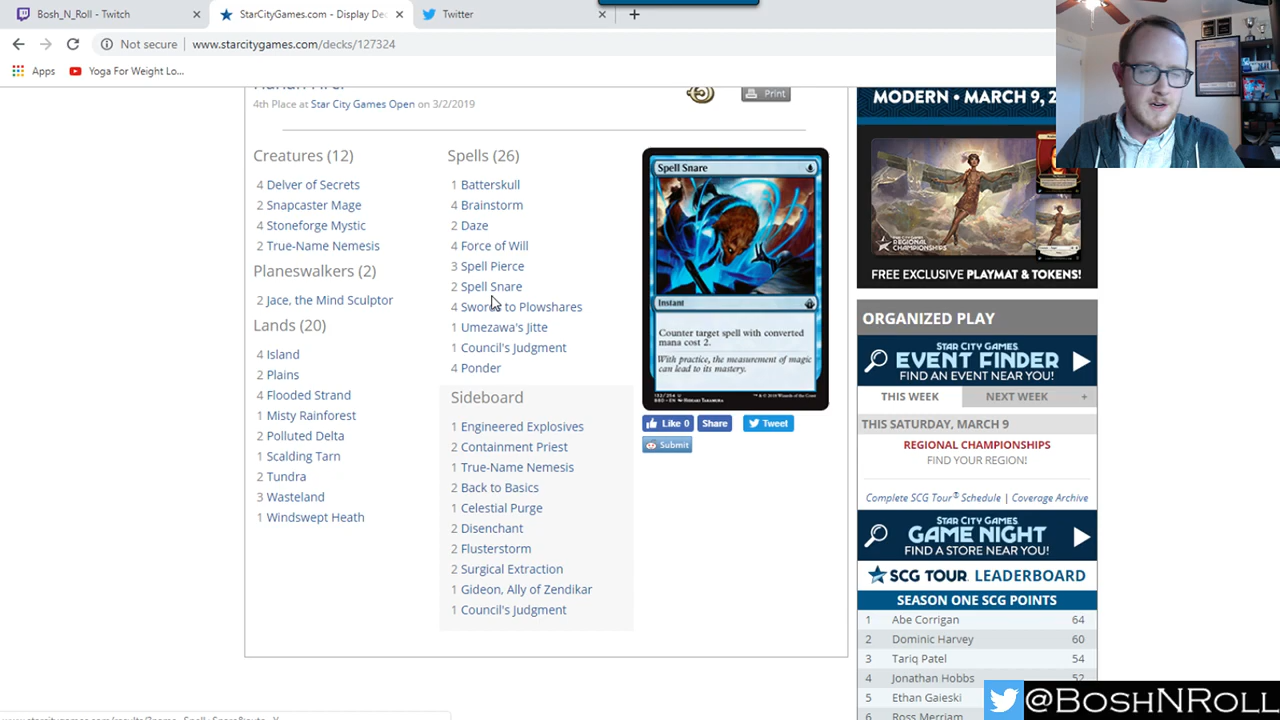 Bosh_N_Roll - Twitch
StarCityGames.com - Display Dec
Twitter
Not secure
www.starcitygames.com/decks/127324
Apps
Yoga For Weight Lo...
4th Place at Star City Games Open on 3/2/2019
Print
Creatures (12)
4 Delver of Secrets
2 Snapcaster Mage
4 Stoneforge Mystic
2 True-Name Nemesis
Planeswalkers (2)
2 Jace, the Mind Sculptor
Lands (20)
4 Island
2 Plains
4 Flooded Strand
1 Misty Rainforest
2 Polluted Delta
1 Scalding Tarn
2 Tundra
3 Wasteland
1 Windswept Heath
Spells (26)
1 Batterskull
4 Brainstorm
2 Daze
4 Force of Will
3 Spell Pierce
2 Spell Snare
4 Swords to Plowshares
1 Umezawa's Jitte
1 Council's Judgment
4 Ponder
Sideboard
1 Engineered Explosives
2 Containment Priest
1 True-Name Nemesis
2 Back to Basics
1 Celestial Purge
2 Disenchant
2 Flusterstorm
2 Surgical Extraction
1 Gideon, Ally of Zendikar
1 Council's Judgment
Spell Snare
Instant
Counter target spell with converted
mana cost 2.
With practice, the measurement of magic
can lead to its mastery.
Like 0
Share
Tweet
Submit
MODERN • MARCH 9, 2
STAR CITY GAMES
REGIONAL
CHAMPIONSHIPS
FREE EXCLUSIVE PLAYMAT & TOKENS!
ORGANIZED PLAY
STAR CITY GAMES
EVENT FINDER
FIND AN EVENT NEAR YOU!
THIS WEEK
NEXT WEEK +
THIS SATURDAY, MARCH 9
REGIONAL CHAMPIONSHIPS
FIND YOUR REGION!
Complete SCG Tour® Schedule | Coverage Archive
STAR CITY GAMES
GAME NIGHT
FIND A STORE NEAR YOU!
SCG TOUR LEADERBOARD
SEASON ONE SCG POINTS
1 Abe Corrigan 64
2 Dominic Harvey 60
3 Tariq Patel 54
4 Jonathan Hobbs 52
5 Ethan Gaieski
6 Ross Merriam
@BOSHNROLL